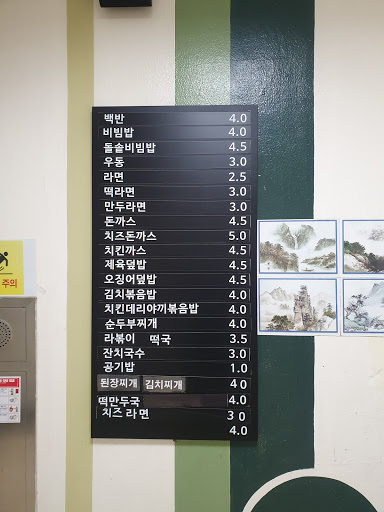 백반 4.0
비빔밥 4.0
돌솥비빔밥 4.5
우동 3.0
라면 2.5
떡라면 3.0
만두라면 3.0
돈까스 4.5
치즈돈까스 5.0
치킨까스 4.5
제육덮밥 4.5
오징어덮밥 4.5
김치볶음밥 4.0
치킨데리야끼볶음밥 4.0
순두부찌개 4.0
라볶이 떡국 3.5
잔치국수 3.0
공기밥 1.0
된장찌개 김치찌개 4 0
떡만두국 4.0
치즈 라면 3 0
4.0
주의